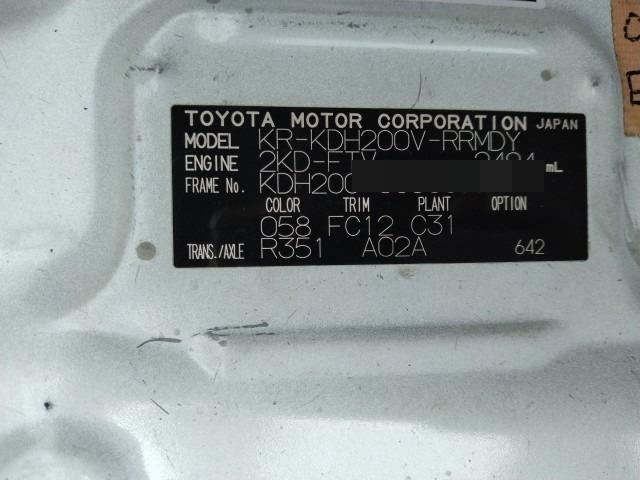 TOYOTA MOTOR CORPORATION JAPAN
MODEL KR-KDH200V-RRMDY
ENGINE 2KD-FTV 2494 mL
FRAME No. KDH200
COLOR TRIM PLANT OPTION
058 FC12 C31
TRANS./AXLE R351 A02A 642